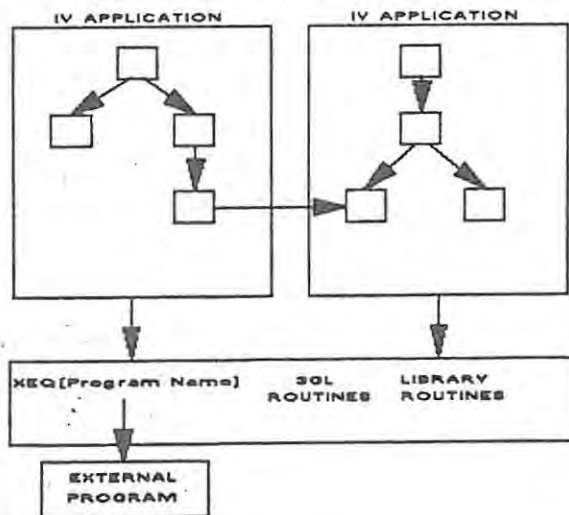 IV APPLICATION
IV APPLICATION
XEQ[Program Name]
SQL
ROUTINES
LIBRARY
ROUTINES
EXTERNAL
PROGRAM